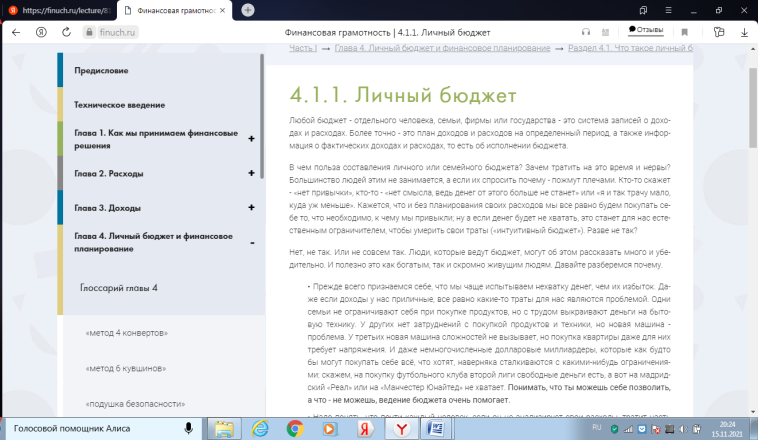 https://finuch.ru/lecture/83
Финансовая грамотнос
finuch.ru
Финансовая грамотность | 4.1.1. Личный бюджет
Отзывы
Часть I → Глава 4. Личный бюджет и финансовое планирование → Раздел 4.1. Что такое личный б
Предисловие
Техническое введение
Глава 1. Как мы принимаем финансовые
решения
+
Глава 2. Расходы +
Глава 3. Доходы +
Глава 4. Личный бюджет и финансовое
планирование
-
Глоссарий главы 4
«метод 4 конвертов»
«метод 6 кувшинов»
«подушка безопасности»
4.1.1. Личный бюджет
Любой бюджет - отдельного человека, семьи, фирмы или государства - это система записей о дохо-
дах и расходах. Более точно - это план доходов и расходов на определенный период, а также инфор-
мация о фактических доходах и расходах, то есть об исполнении бюджета.
В чем польза составления личного или семейного бюджета? Зачем тратить на это время и нервы?
Большинство людей этим не занимается, а если их спросить почему - пожмут плечами. Кто-то скажет
- «нет привычки», кто-то - «нет смысла, ведь денег от этого больше не станет» или «я и так трачу мало,
куда уж меньше». Кажется, что и без планирования своих расходов мы все равно будем покупать се-
бе то, что необходимо, к чему мы привыкли; ну а если денег будет не хватать, это станет для нас есте-
ственным ограничителем, чтобы умерить свои траты («интуитивный бюджет»). Разве не так?
Нет, не так. Или не совсем так. Люди, которые ведут бюджет, могут об этом рассказать много и убе-
дительно. И полезно это как богатым, так и скромно живущим людям. Давайте разберемся почему.
• Прежде всего признаемся себе, что мы чаще испытываем нехватку денег, чем их избыток. Да-
же если доходы у нас приличные, все равно какие-то траты для нас являются проблемой. Одни
семьи не ограничивают себя при покупке продуктов, но с трудом выкраивают деньги на быто-
вую технику. У других нет затруднений с покупкой продуктов и техники, но новая машина -
проблема. У третьих новая машина сложностей не вызывает, но покупка квартиры даже для них
требует напряжения. И даже немногочисленные долларовые миллиардеры, которые как будто
бы могут покупать себе всё, что хотят, наверняка сталкиваются с какими-нибудь ограничения-
ми: скажем, на покупку футбольного клуба второй лиги свободные деньги есть, а вот на мадрид-
ский «Реал» или на «Манчестер Юнайтед» не хватает. Понимать, что ты можешь себе позволить,
а что - не можешь, ведение бюджета очень помогает.
Голосовой помощник Алиса
RU
20:24
15.11.2021